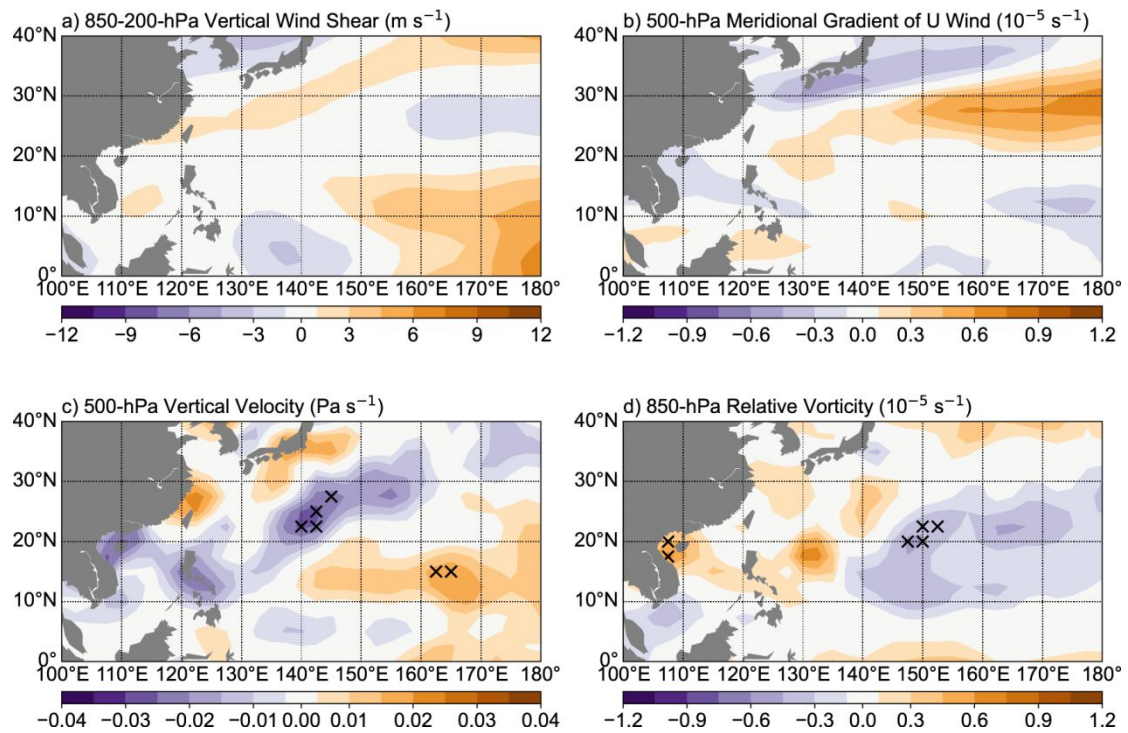 a) 850-200-hPa Vertical Wind Shear (m s⁻¹)
40°N
30°N
20°N
10°N
0°
100°E 110°E 120°E 130°E 140°E 150°E 160°E 170°E 180°
−12 −9 −6 −3 0 3 6 9 12
b) 500-hPa Meridional Gradient of U Wind (10⁻⁵ s⁻¹)
40°N
30°N
20°N
10°N
0°
100°E 110°E 120°E 130°E 140°E 150°E 160°E 170°E 180°
−1.2 −0.9 −0.6 −0.3 0.0 0.3 0.6 0.9 1.2
c) 500-hPa Vertical Velocity (Pa s⁻¹)
40°N
30°N
20°N
10°N
0°
100°E 110°E 120°E 130°E 140°E 150°E 160°E 170°E 180°
−0.04 −0.03 −0.02 −0.01 0.00 0.01 0.02 0.03 0.04
d) 850-hPa Relative Vorticity (10⁻⁵ s⁻¹)
40°N
30°N
20°N
10°N
0°
100°E 110°E 120°E 130°E 140°E 150°E 160°E 170°E 180°
−1.2 −0.9 −0.6 −0.3 0.0 0.3 0.6 0.9 1.2